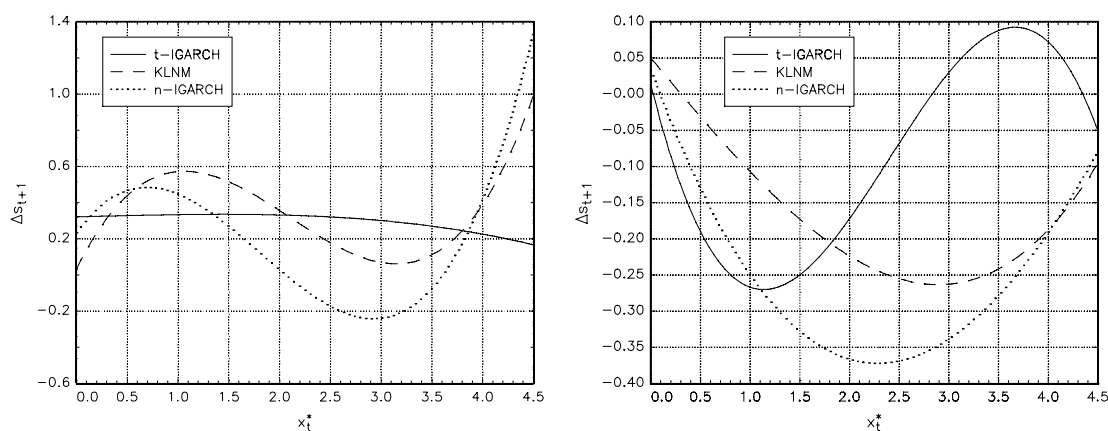 1.4
1.0
0.6
0.2
−0.2
−0.6
Δs_{t+1}
t−IGARCH
KLNM
n−IGARCH
0.0 0.5 1.0 1.5 2.0 2.5 3.0 3.5 4.0 4.5
x_t^*
0.10
0.05
−0.00
−0.05
−0.10
−0.15
−0.20
−0.25
−0.30
−0.35
−0.40
Δs_{t+1}
t−IGARCH
KLNM
n−IGARCH
0.0 0.5 1.0 1.5 2.0 2.5 3.0 3.5 4.0 4.5
x_t^*